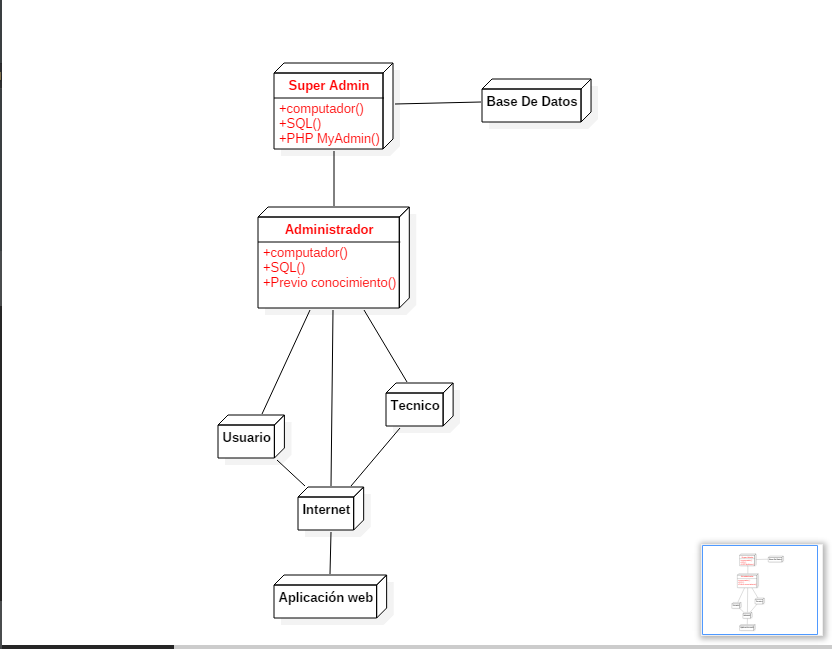 Super Admin
+computador()
+SQL()
+PHP MyAdmin()
Base De Datos
Administrador
+computador()
+SQL()
+Previo conocimiento()
Tecnico
Usuario
Internet
Aplicación web